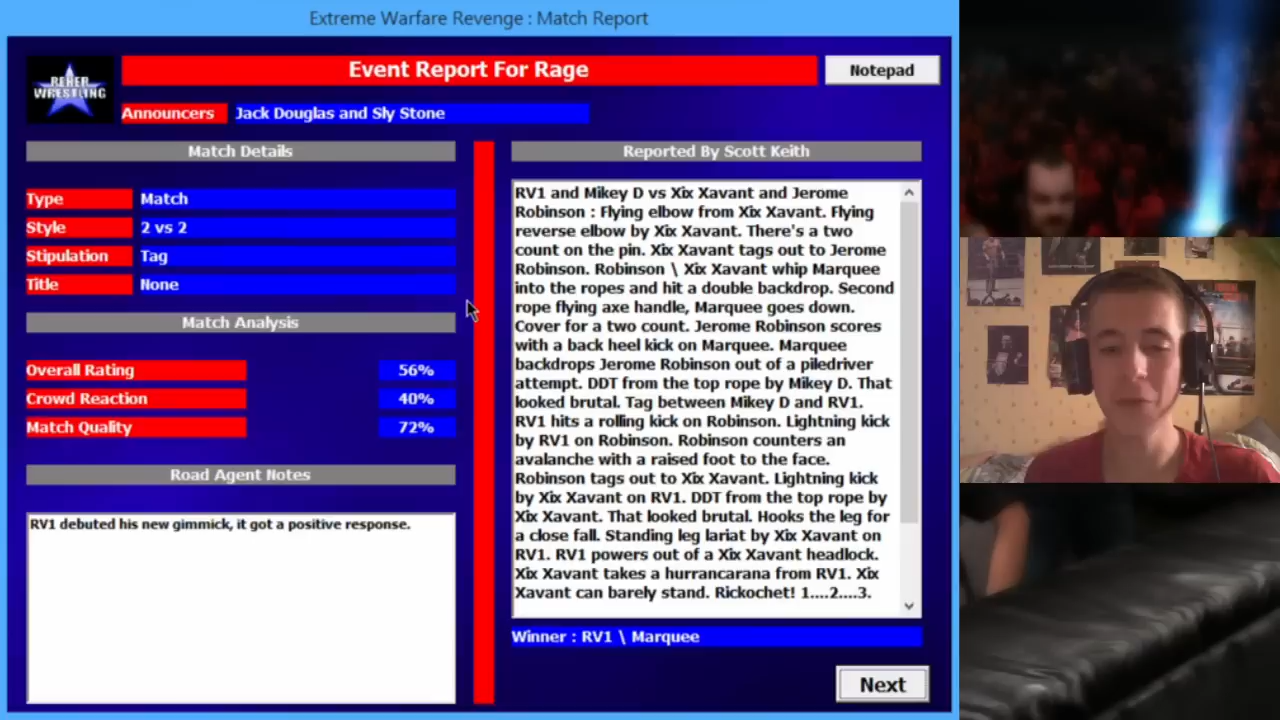 Extreme Warfare Revenge : Match Report
REHER
WRESTLING
Event Report For Rage
Notepad
Announcers
Jack Douglas and Sly Stone
Match Details
Type
Match
Style
2 vs 2
Stipulation
Tag
Title
None
Match Analysis
Overall Rating
56%
Crowd Reaction
40%
Match Quality
72%
Road Agent Notes
RV1 debuted his new gimmick, it got a positive response.
Reported By Scott Keith
RV1 and Mikey D vs Xix Xavant and Jerome
Robinson : Flying elbow from Xix Xavant. Flying
reverse elbow by Xix Xavant. There's a two
count on the pin. Xix Xavant tags out to Jerome
Robinson. Robinson \ Xix Xavant whip Marquee
into the ropes and hit a double backdrop. Second
rope flying axe handle, Marquee goes down.
Cover for a two count. Jerome Robinson scores
with a back heel kick on Marquee. Marquee
backdrops Jerome Robinson out of a piledriver
attempt. DDT from the top rope by Mikey D. That
looked brutal. Tag between Mikey D and RV1.
RV1 hits a rolling kick on Robinson. Lightning kick
by RV1 on Robinson. Robinson counters an
avalanche with a raised foot to the face.
Robinson tags out to Xix Xavant. Lightning kick
by Xix Xavant on RV1. DDT from the top rope by
Xix Xavant. That looked brutal. Hooks the leg for
a close fall. Standing leg lariat by Xix Xavant on
RV1. RV1 powers out of a Xix Xavant headlock.
Xix Xavant takes a hurrancarana from RV1. Xix
Xavant can barely stand. Rickochet! 1....2....3.
Winner : RV1 \ Marquee
Next